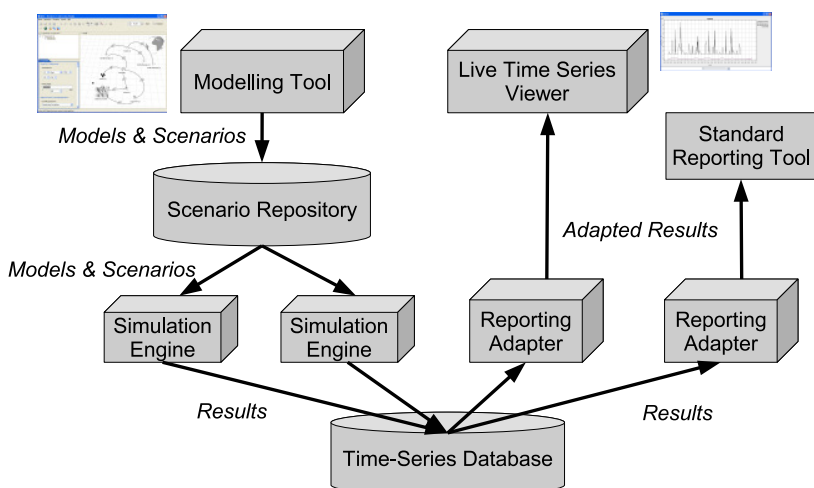 Modelling Tool
Live Time Series
Viewer
Models & Scenarios
Standard
Reporting Tool
Scenario Repository
Adapted Results
Models & Scenarios
Simulation
Engine
Simulation
Engine
Reporting
Adapter
Reporting
Adapter
Results
Results
Time-Series Database